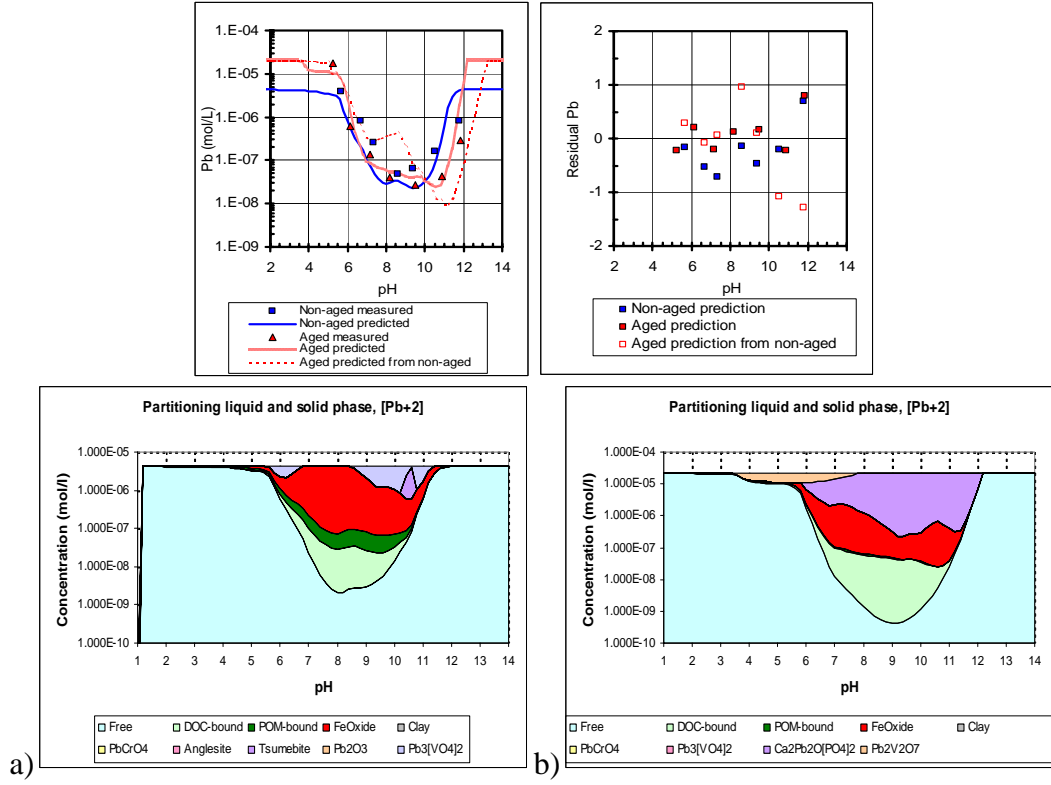 1.E-04
1.E-05
1.E-06
1.E-07
1.E-08
1.E-09
Pb (mol/L)
2 4 6 8 10 12 14
pH
Non-aged measured
Non-aged predicted
Aged measured
Aged predicted
Aged predicted from non-aged
2
1
0
-1
-2
Residual Pb
2 4 6 8 10 12 14
pH
Non-aged prediction
Aged prediction
Aged prediction from non-aged
Partitioning liquid and solid phase, [Pb+2]
1.000E-05
1.000E-06
1.000E-07
1.000E-08
1.000E-09
1.000E-10
Concentration (mol/l)
1 2 3 4 5 6 7 8 9 10 11 12 13 14
pH
Free DOC-bound POM-bound FeOxide Clay
PbCrO4 Anglesite Tsumebite Pb2O3 Pb3[VO4]2
a)
Partitioning liquid and solid phase, [Pb+2]
1.000E-04
1.000E-05
1.000E-06
1.000E-07
1.000E-08
1.000E-09
1.000E-10
Concentration (mol/l)
1 2 3 4 5 6 7 8 9 10 11 12 13 14
pH
Free DOC-bound POM-bound FeOxide Clay
PbCrO4 Pb3[VO4]2 Ca2Pb2O[PO4]2 Pb2V2O7
b)